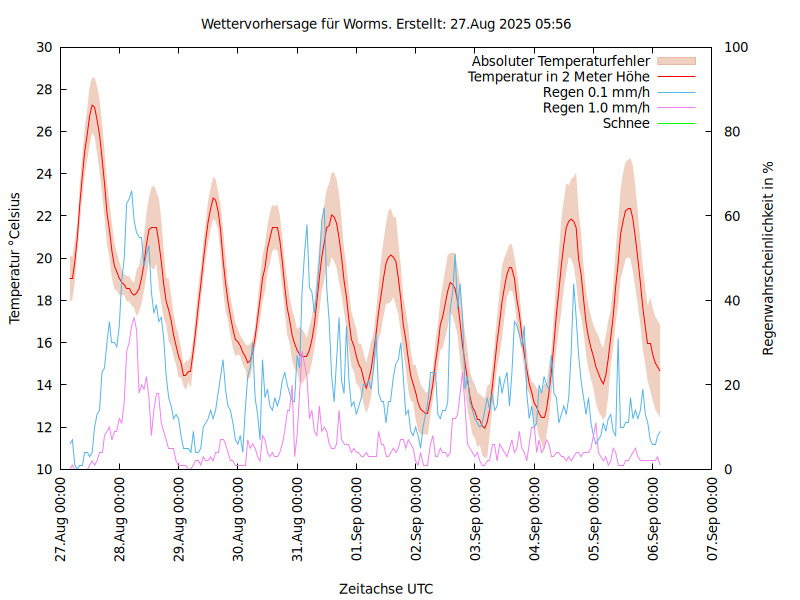 Wettervorhersage für Worms. Erstellt: 27.Aug 2025 05:56
Absoluter Temperaturfehler
Temperatur in 2 Meter Höhe
Regen 0.1 mm/h
Regen 1.0 mm/h
Schnee
Temperatur °Celsius
30
28
26
24
22
20
18
16
14
12
10
100
80
60
40
20
0
Regenwahrscheinlichkeit in %
27.Aug 00:00
28.Aug 00:00
29.Aug 00:00
30.Aug 00:00
31.Aug 00:00
01.Sep 00:00
02.Sep 00:00
03.Sep 00:00
04.Sep 00:00
05.Sep 00:00
06.Sep 00:00
07.Sep 00:00
Zeitachse UTC